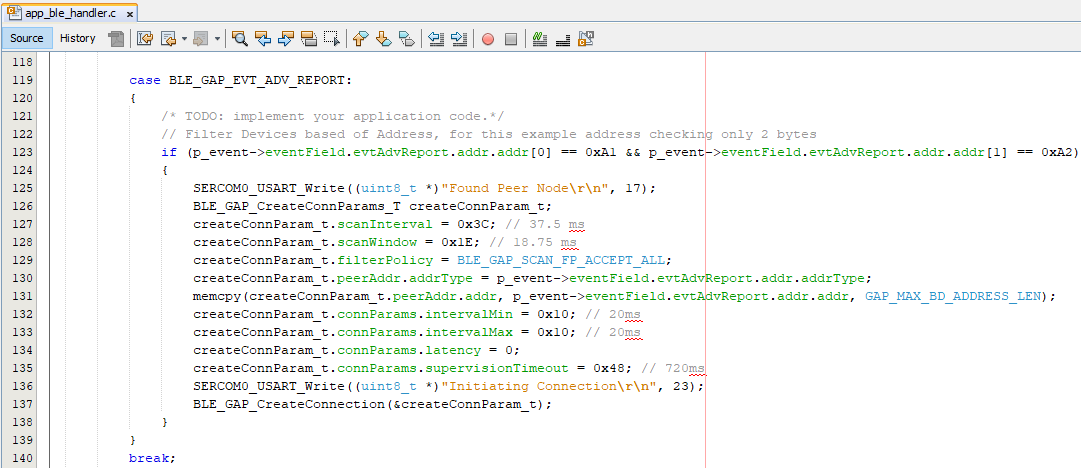 app_ble_handler.c
Source History
118
119 case BLE_GAP_EVT_ADV_REPORT:
120 {
121 /* TODO: implement your application code.*/
122 // Filter Devices based of Address, for this example address checking only 2 bytes
123 if (p_event->eventField.evtAdvReport.addr.addr[0] == 0xA1 && p_event->eventField.evtAdvReport.addr.addr[1] == 0xA2)
124 {
125 SERCOM0_USART_Write((uint8_t *)"Found Peer Node\r\n", 17);
126 BLE_GAP_CreateConnParams_T createConnParam_t;
127 createConnParam_t.scanInterval = 0x3C; // 37.5 ms
128 createConnParam_t.scanWindow = 0x1E; // 18.75 ms
129 createConnParam_t.filterPolicy = BLE_GAP_SCAN_FP_ACCEPT_ALL;
130 createConnParam_t.peerAddr.addrType = p_event->eventField.evtAdvReport.addr.addrType;
131 memcpy(createConnParam_t.peerAddr.addr, p_event->eventField.evtAdvReport.addr.addr, GAP_MAX_BD_ADDRESS_LEN);
132 createConnParam_t.connParams.intervalMin = 0x10; // 20ms
133 createConnParam_t.connParams.intervalMax = 0x10; // 20ms
134 createConnParam_t.connParams.latency = 0;
135 createConnParam_t.connParams.supervisionTimeout = 0x48; // 720ms
136 SERCOM0_USART_Write((uint8_t *)"Initiating Connection\r\n", 23);
137 BLE_GAP_CreateConnection(&createConnParam_t);
138 }
139 }
140 break;